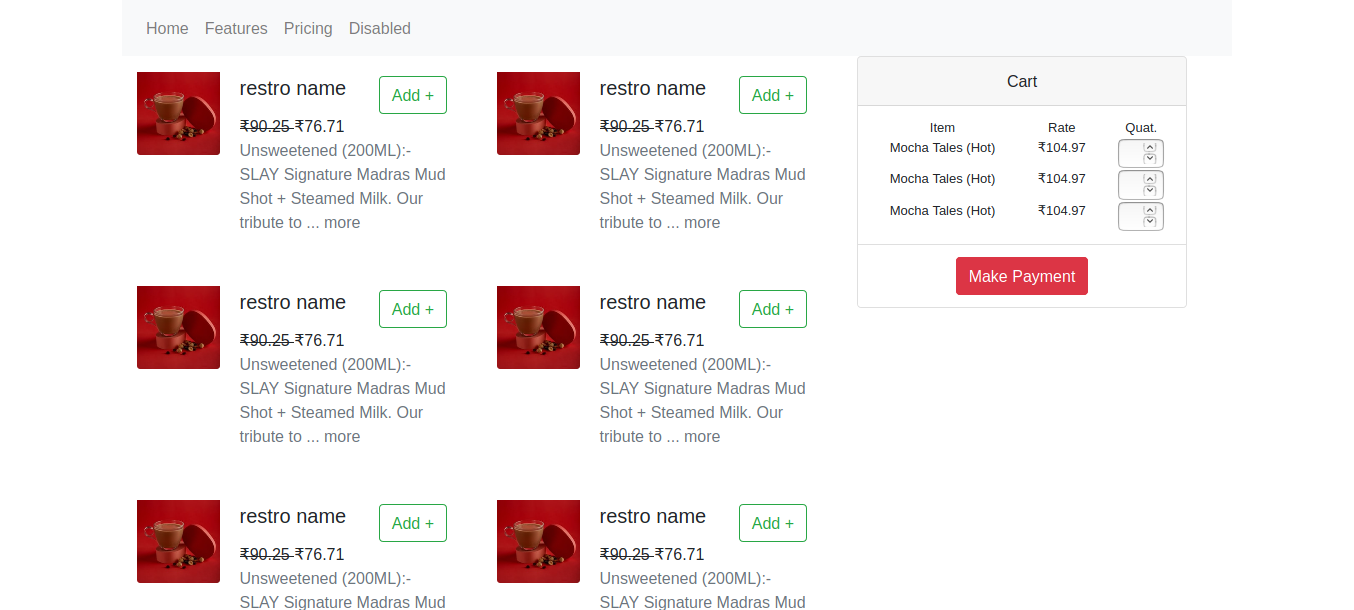 Home Features Pricing Disabled
restro name
Add +
₹90.25 ₹76.71
Unsweetened (200ML):-
SLAY Signature Madras Mud
Shot + Steamed Milk. Our
tribute to ... more
restro name
Add +
₹90.25 ₹76.71
Unsweetened (200ML):-
SLAY Signature Madras Mud
Shot + Steamed Milk. Our
tribute to ... more
restro name
Add +
₹90.25 ₹76.71
Unsweetened (200ML):-
SLAY Signature Madras Mud
Shot + Steamed Milk. Our
tribute to ... more
restro name
Add +
₹90.25 ₹76.71
Unsweetened (200ML):-
SLAY Signature Madras Mud
Shot + Steamed Milk. Our
tribute to ... more
restro name
Add +
₹90.25 ₹76.71
Unsweetened (200ML):-
SLAY Signature Madras Mud
restro name
Add +
₹90.25 ₹76.71
Unsweetened (200ML):-
SLAY Signature Madras Mud
Cart
Item Rate Quat.
Mocha Tales (Hot) ₹104.97
Mocha Tales (Hot) ₹104.97
Mocha Tales (Hot) ₹104.97
Make Payment